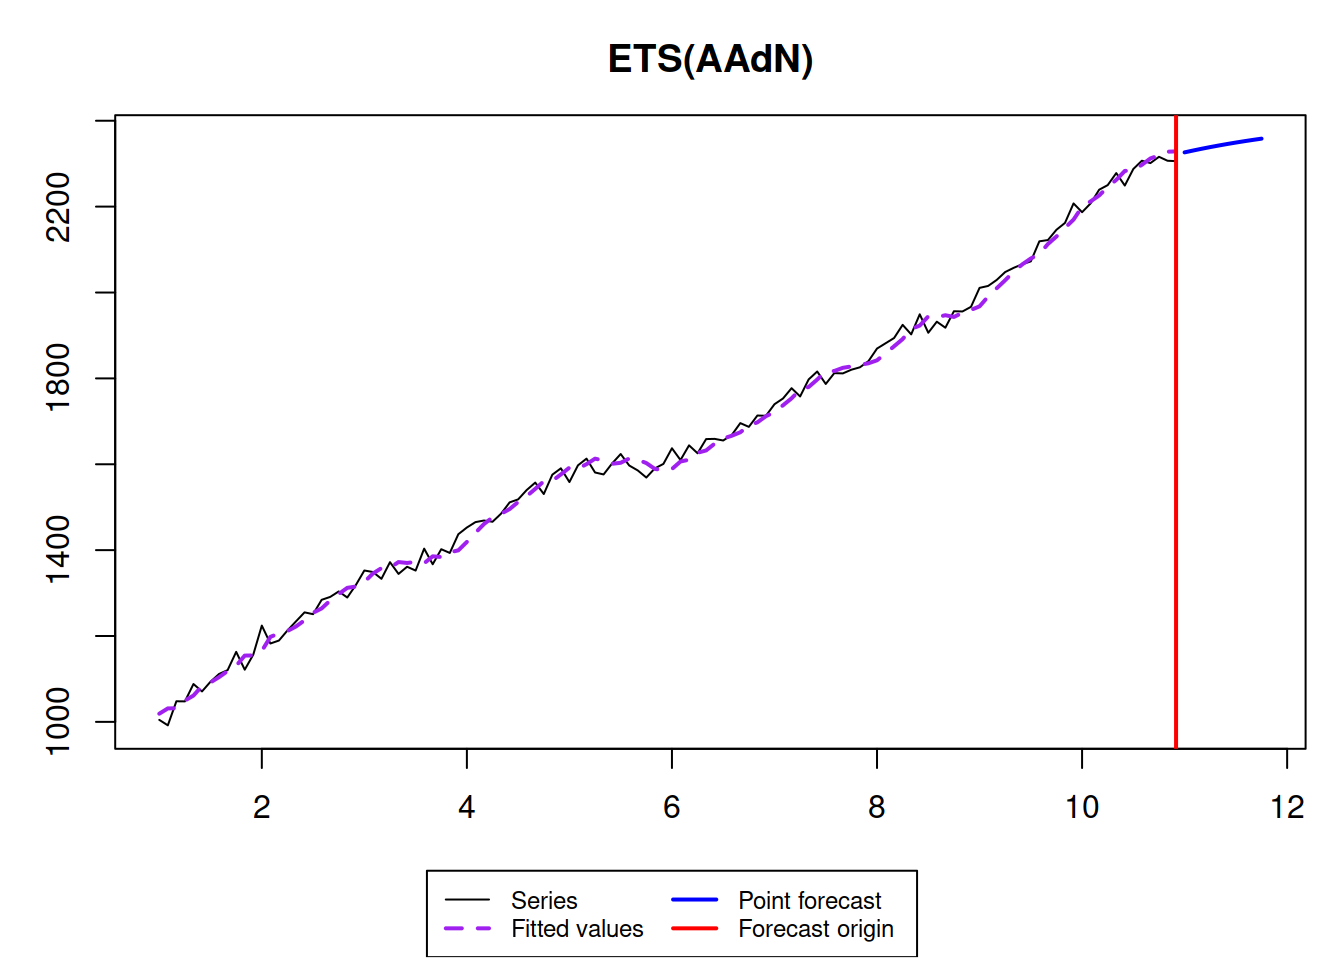 ETS(AAdN)
2200
1800
1400
1000
2 4 6 8 10 12
Series Point forecast
Fitted values Forecast origin